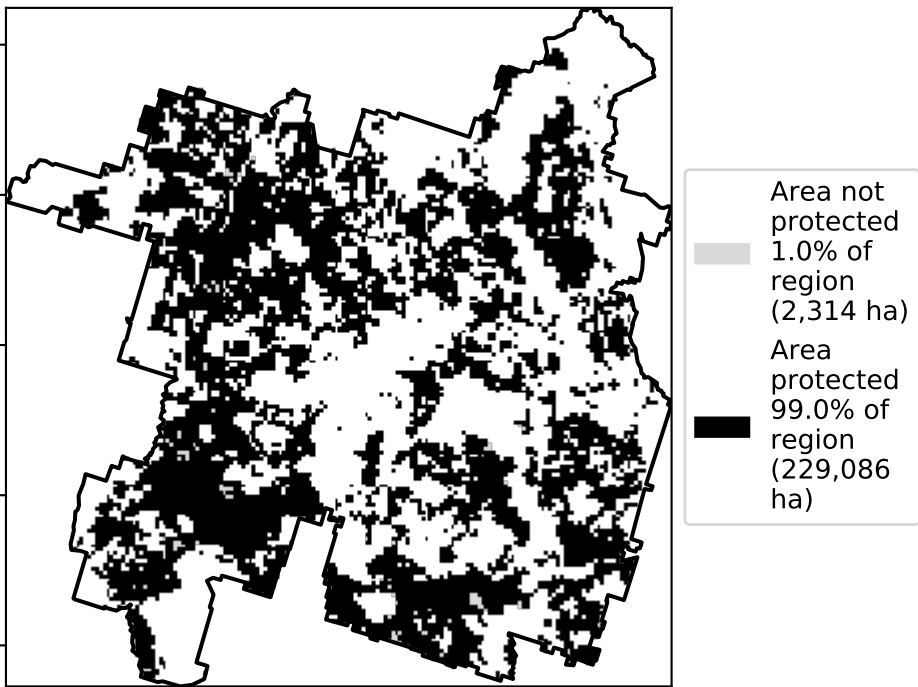 Area not
protected
1.0% of
region
(2,314 ha)
Area
protected
99.0% of
region
(229,086
ha)